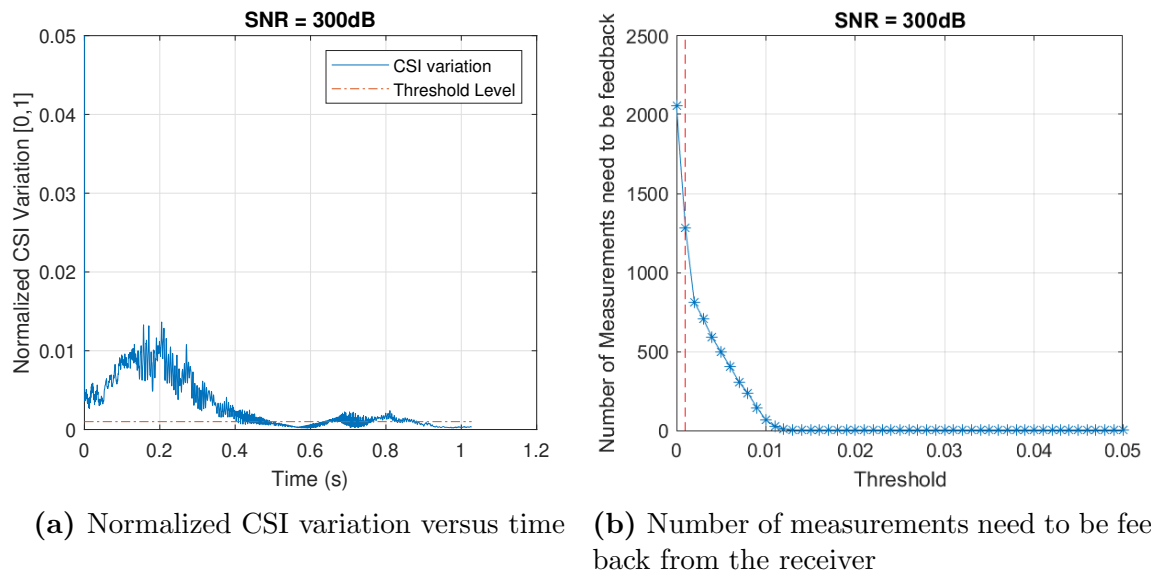 SNR = 300dB
0.05
0.04
0.03
0.02
0.01
0
Normalized CSI Variation [0,1]
CSI variation
Threshold Level
0 0.2 0.4 0.6 0.8 1 1.2
Time (s)
(a) Normalized CSI variation versus time
SNR = 300dB
2500
2000
1500
1000
500
0
Number of Measurements need to be feedback
0 0.01 0.02 0.03 0.04 0.05
Threshold
(b) Number of measurements need to be fee
back from the receiver